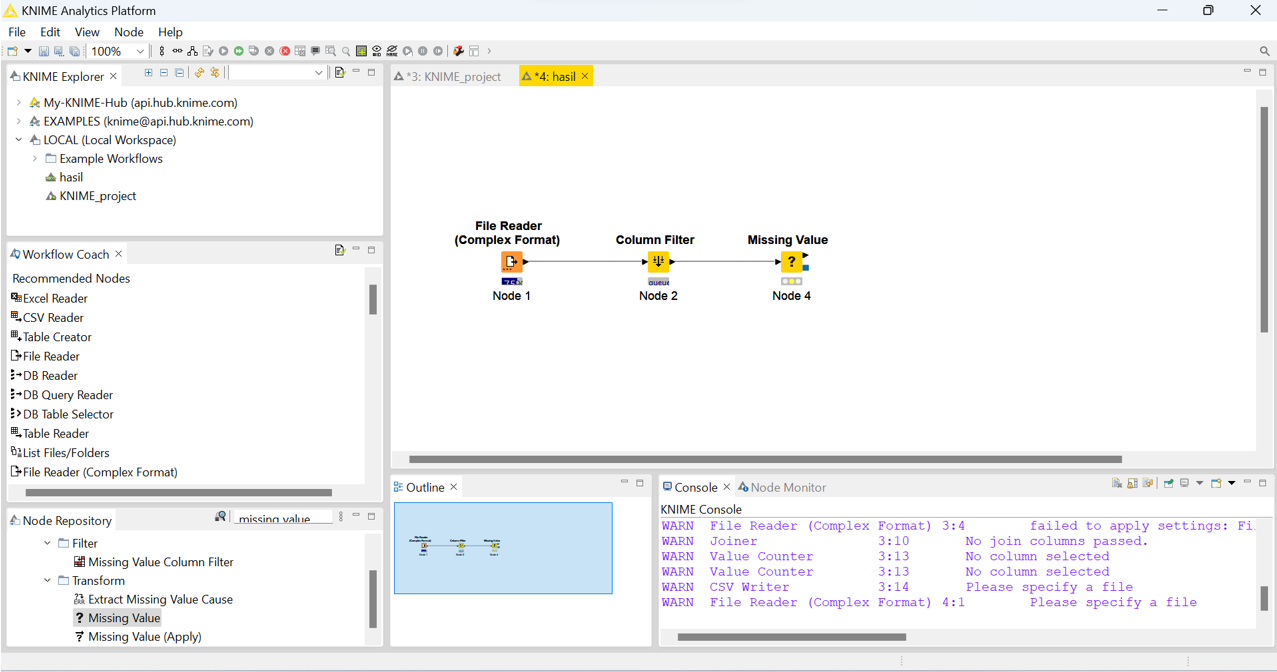 KNIME Analytics Platform
File Edit View Node Help
100%
KNIME Explorer
My-KNIME-Hub (api.hub.knime.com)
EXAMPLES (knime@api.hub.knime.com)
LOCAL (Local Workspace)
Example Workflows
hasil
KNIME_project
Workflow Coach
Recommended Nodes
Excel Reader
CSV Reader
Table Creator
File Reader
DB Reader
DB Query Reader
DB Table Selector
Table Reader
List Files/Folders
File Reader (Complex Format)
Node Repository
missing value
Filter
Missing Value Column Filter
Transform
Extract Missing Value Cause
Missing Value
Missing Value (Apply)
*3: KNIME_project
*4: hasil
File Reader
(Complex Format)
Node 1
Column Filter
queue
Node 2
Missing Value
Node 4
Outline
Console
Node Monitor
KNIME Console
WARN File Reader (Complex Format) 3:4 failed to apply settings: Fi
WARN Joiner 3:10 No join columns passed.
WARN Value Counter 3:13 No column selected
WARN Value Counter 3:13 No column selected
WARN CSV Writer 3:14 Please specify a file
WARN File Reader (Complex Format) 4:1 Please specify a file